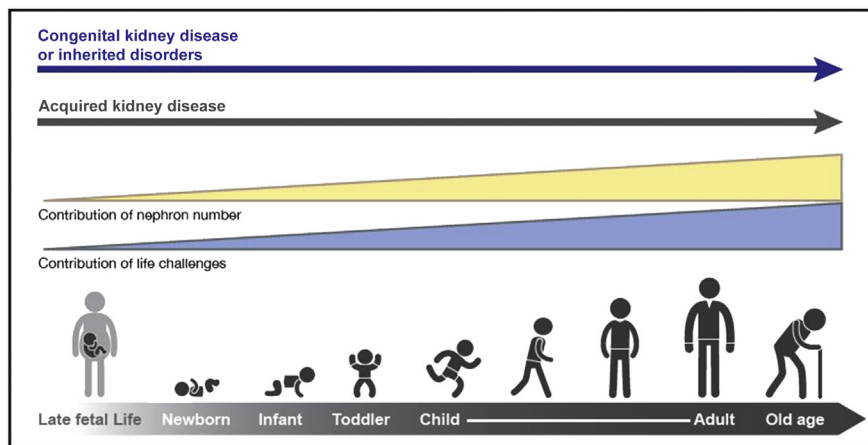 Congenital kidney disease
or inherited disorders
Acquired kidney disease
Contribution of nephron number
Contribution of life challenges
Late fetal Life Newborn Infant Toddler Child Adult Old age